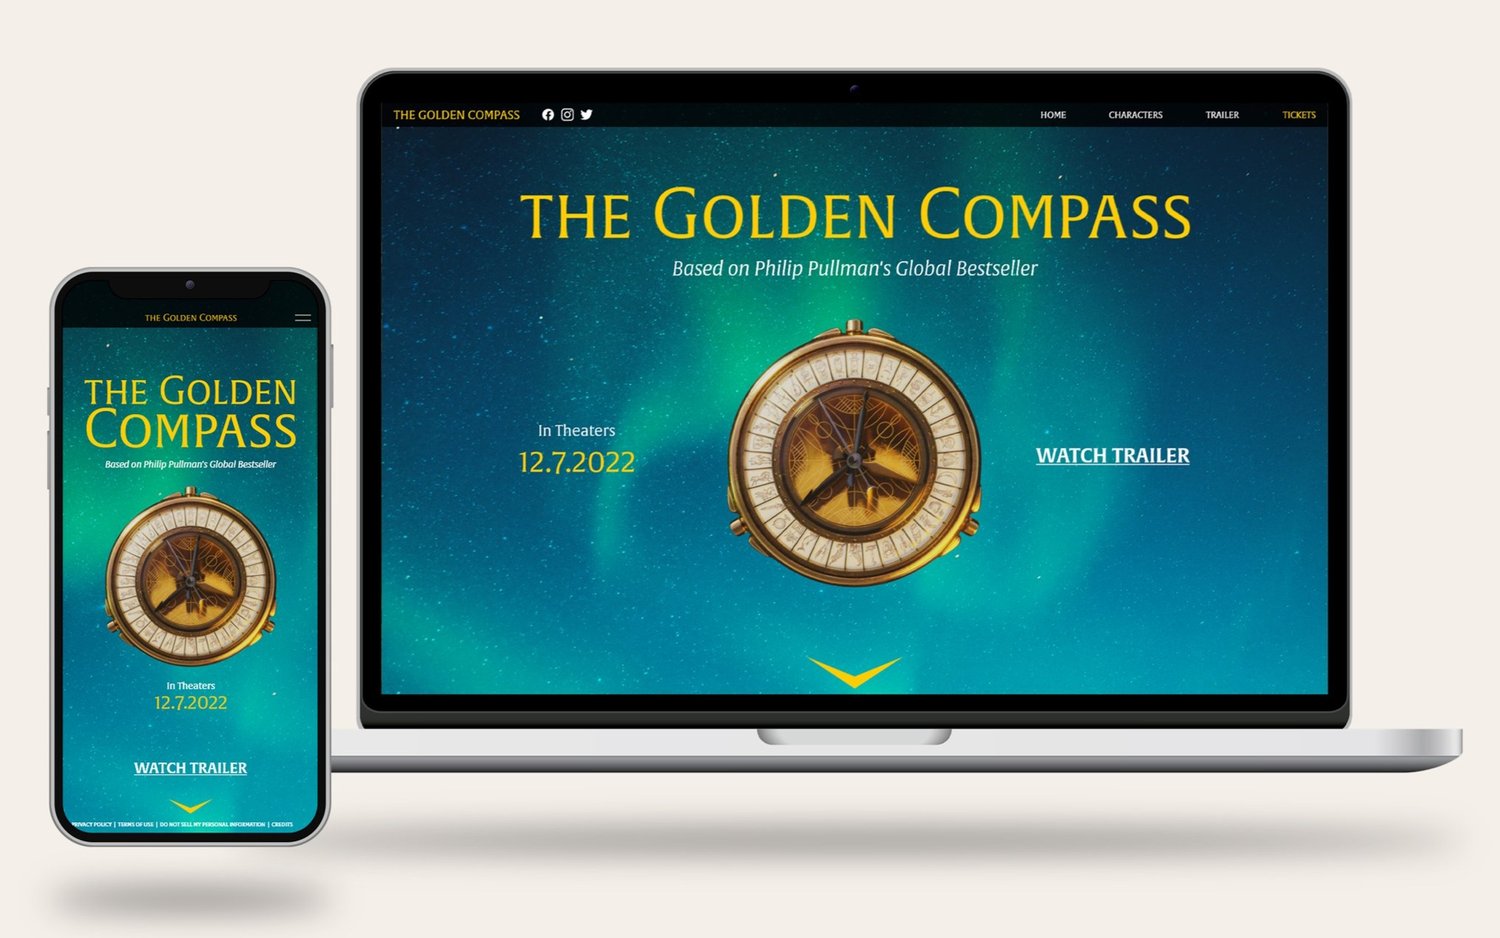 THE GOLDEN COMPASS
HOME CHARACTERS TRAILER TICKETS
THE GOLDEN COMPASS
Based on Philip Pullman's Global Bestseller
In Theaters
12.7.2022
WATCH TRAILER
THE GOLDEN COMPASS
THE GOLDEN
COMPASS
Based on Philip Pullman's Global Bestseller
In Theaters
12.7.2022
WATCH TRAILER
PRIVACY POLICY | TERMS OF USE | DO NOT SELL MY PERSONAL INFORMATION | CREDITS